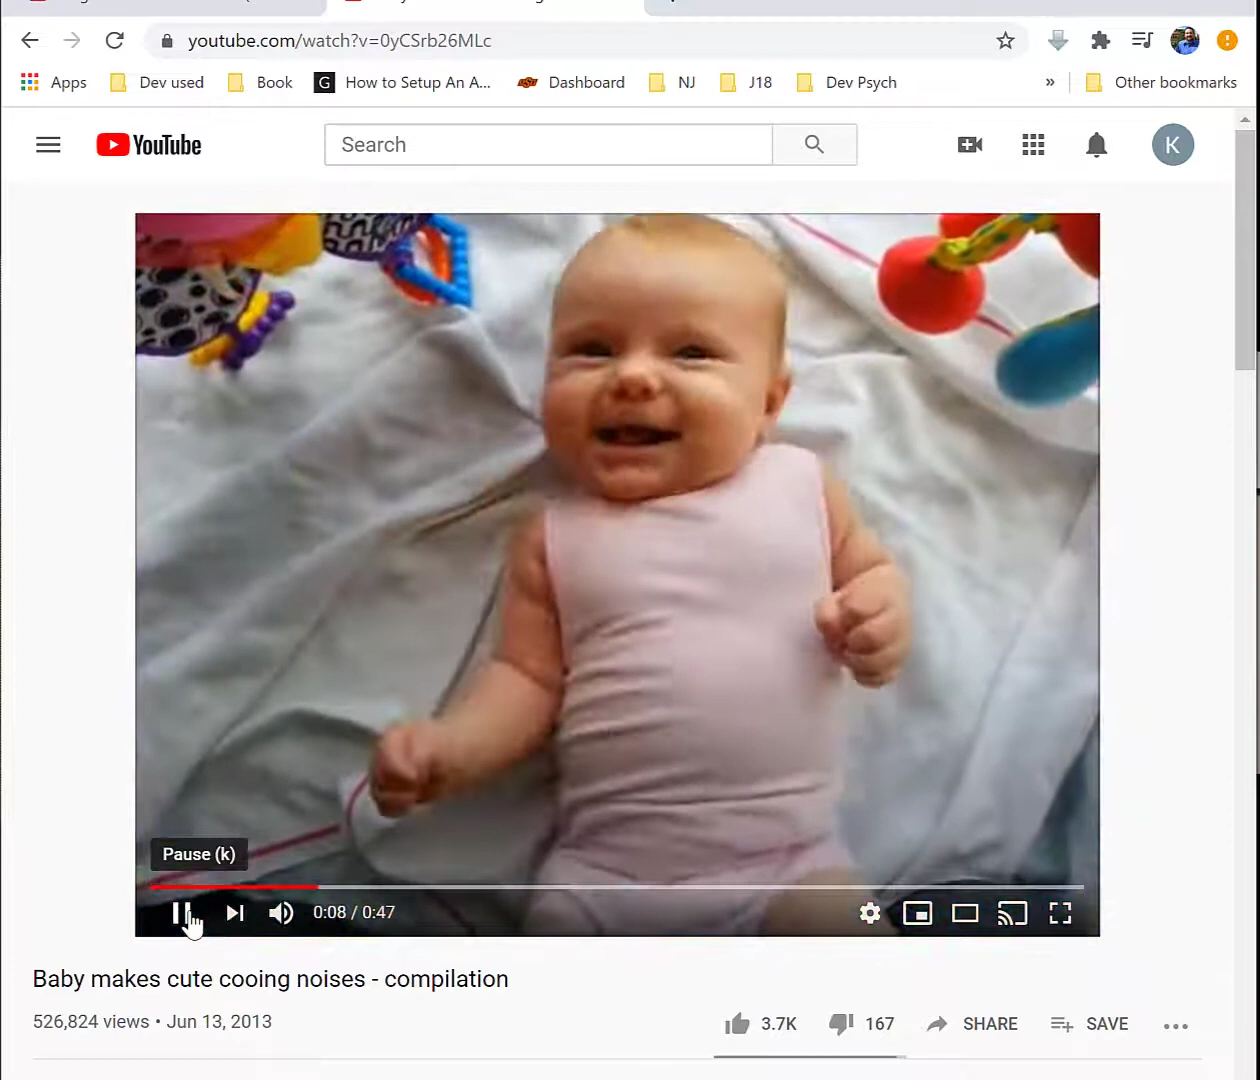 youtube.com/watch?v=0yCSrb26MLc
Apps Dev used Book G How to Setup An A... Dashboard NJ J18 Dev Psych » Other bookmarks
YouTube Search K
Pause (k)
0:08 / 0:47
Baby makes cute cooing noises - compilation
526,824 views • Jun 13, 2013 3.7K 167 SHARE SAVE